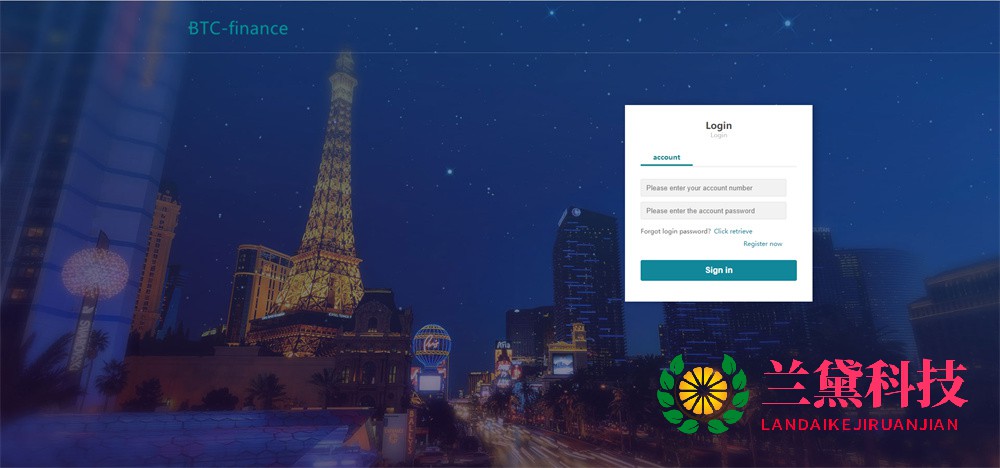 BTC-finance
Login
Login
account
Please enter your account number
Please enter the account password
Forgot login password? Click retrieve
Register now
Sign in
兰黛科技
LANDAIKEJIRUANJIAN